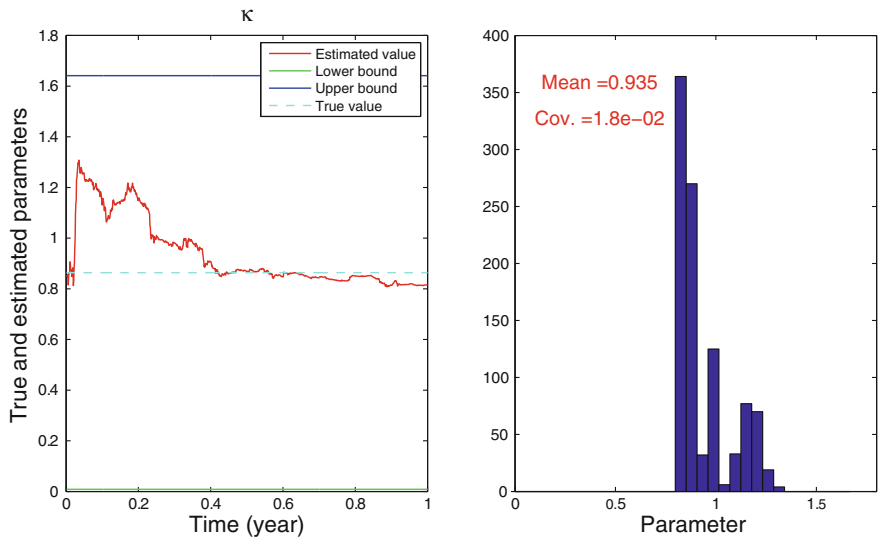 κ
True and estimated parameters
1.8
1.6
1.4
1.2
1
0.8
0.6
0.4
0.2
0
Estimated value
Lower bound
Upper bound
True value
0 0.2 0.4 0.6 0.8 1
Time (year)
400
350
300
250
200
150
100
50
0
Mean =0.935
Cov. =1.8e−02
0 0.5 1 1.5
Parameter